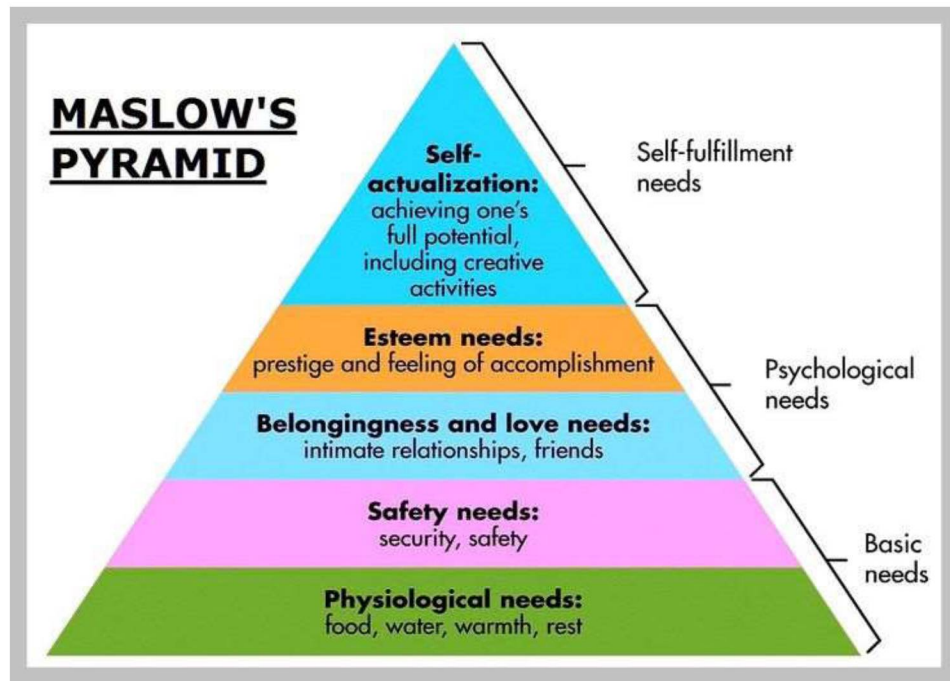 MASLOW'S
PYRAMID
Self-
actualization:
achieving one's
full potential,
including creative
activities
Self-fulfillment
needs
Esteem needs:
prestige and feeling of accomplishment
Belongingness and love needs:
intimate relationships, friends
Psychological
needs
Safety needs:
security, safety
Physiological needs:
food, water, warmth, rest
Basic
needs